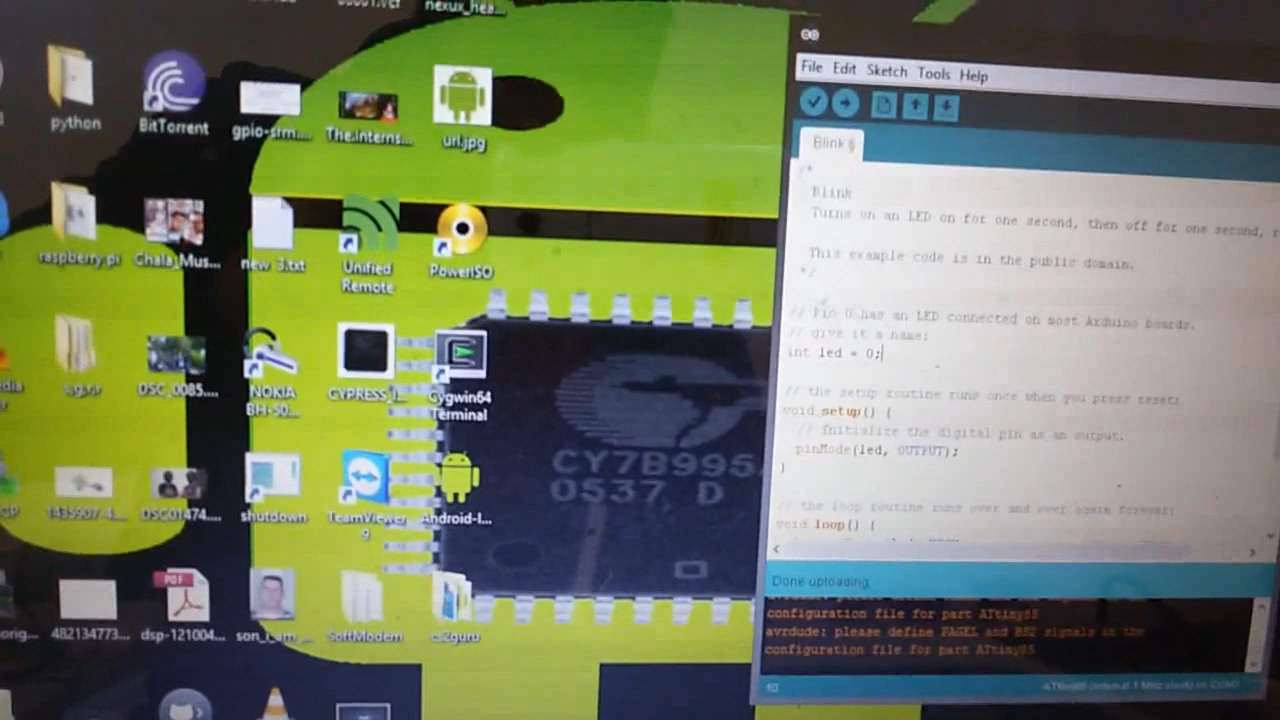 nexux_hea...
python
BitTorrent
gpio-srm....
The.Interns...
url.jpg
raspberry pi
Chala_Mus...
new 3.txt
Unified
Remote
PowerISO
DSC_0085....
NOKIA
BH-50...
CYPRESS_I...
Cygwin64
Terminal
1435907-4...
DSC01474....
shutdown
TeamViewer
9
Android-I...
482134773...
PDF
dsp-121004...
son_i_am_...
SoftModem
CY7B995
0537 D
File Edit Sketch Tools Help
Blink §
/*
Blink
Turns on an LED on for one second, then off for one second, r
This example code is in the public domain.
*/
// Pin 0 has an LED connected on most Arduino boards.
// give it a name:
int led = 0;
// the setup routine runs once when you press reset:
void setup() {
// initialize the digital pin as an output.
pinMode(led, OUTPUT);
}
// the loop routine runs over and over again forever:
void loop() {
Done uploading
configuration file for part ATtiny85
avrdude: please define PAGEL and BS2 signals in the
configuration file for part ATtiny85
10